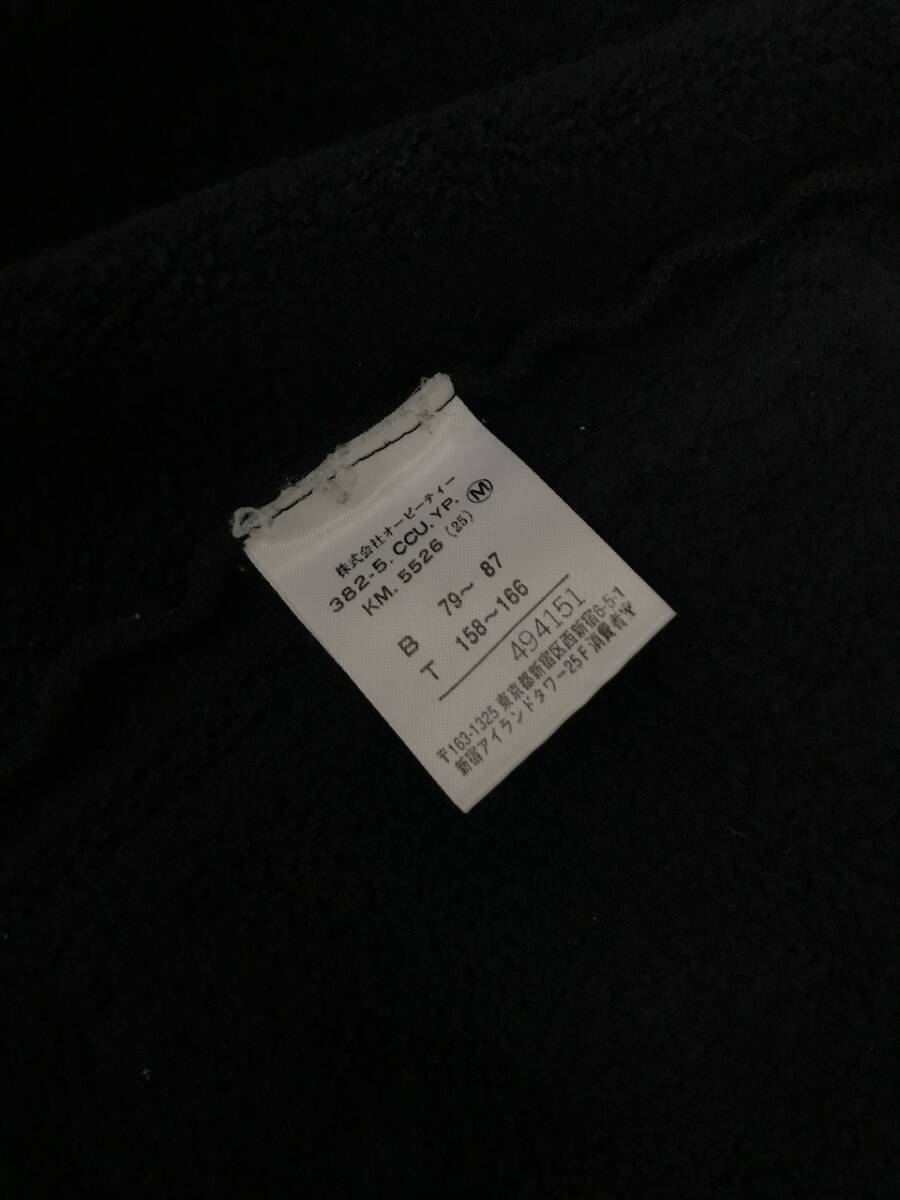 株式会社オービーティー
382-5. CCU. YP. Ⓜ
KM. 5526 (25)
B 79～ 87
T 158～166
494151
〒163-1325 東京都新宿区西新宿6-5-1
新宿アイランドタワー25F 消費者室